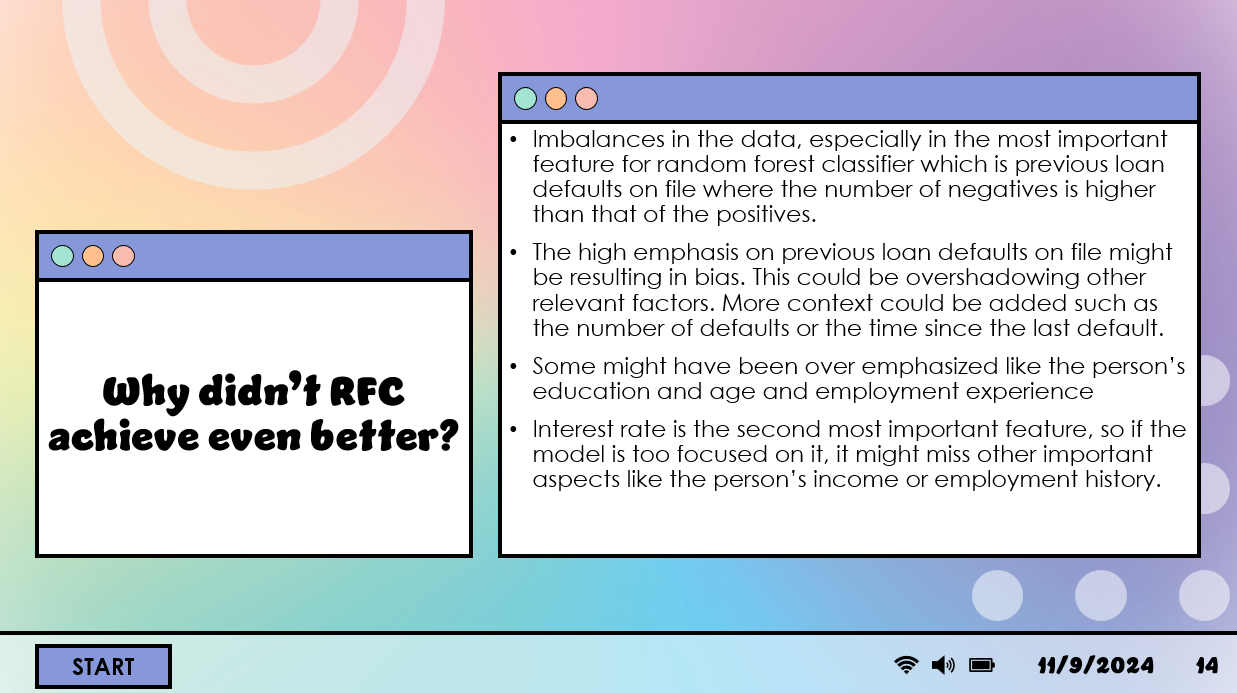 Why didn't RFC
achieve even better?
• Imbalances in the data, especially in the most important
feature for random forest classifier which is previous loan
defaults on file where the number of negatives is higher
than that of the positives.
• The high emphasis on previous loan defaults on file might
be resulting in bias. This could be overshadowing other
relevant factors. More context could be added such as
the number of defaults or the time since the last default.
• Some might have been over emphasized like the person's
education and age and employment experience
• Interest rate is the second most important feature, so if the
model is too focused on it, it might miss other important
aspects like the person's income or employment history.
START
11/9/2024
14